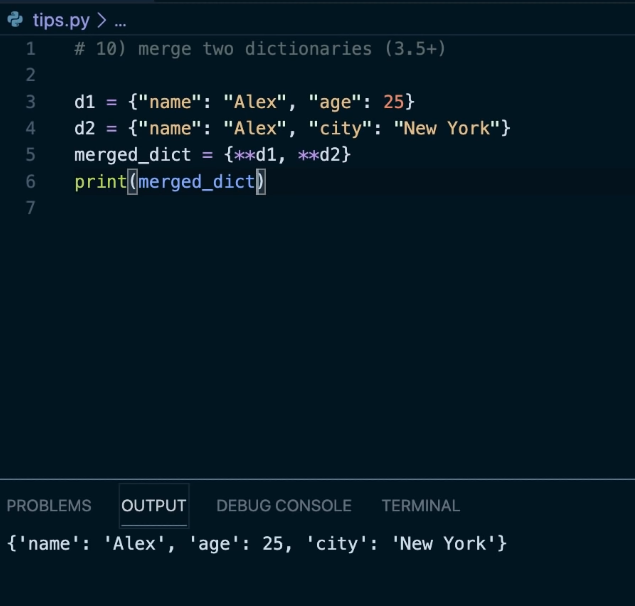 tips.py > ...
1 # 10) merge two dictionaries (3.5+)
2
3 d1 = {"name": "Alex", "age": 25}
4 d2 = {"name": "Alex", "city": "New York"}
5 merged_dict = {**d1, **d2}
6 print(merged_dict)
7
PROBLEMS OUTPUT DEBUG CONSOLE TERMINAL
{'name': 'Alex', 'age': 25, 'city': 'New York'}